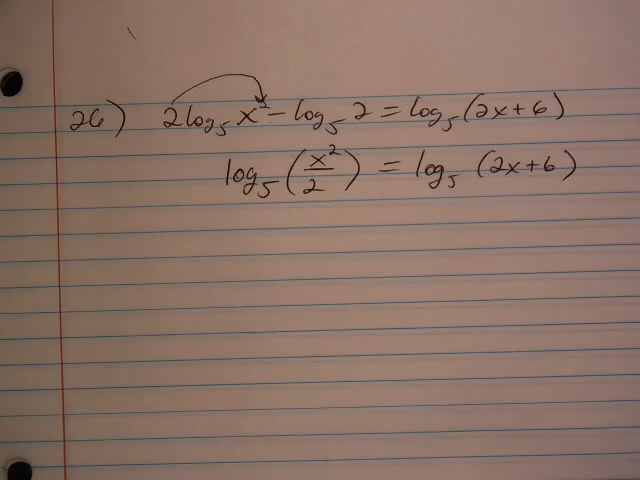 26) 2log₅ x² - log₅ 2 = log₅ (2x+6)
log₅ (x²/2) = log₅ (2x+6)